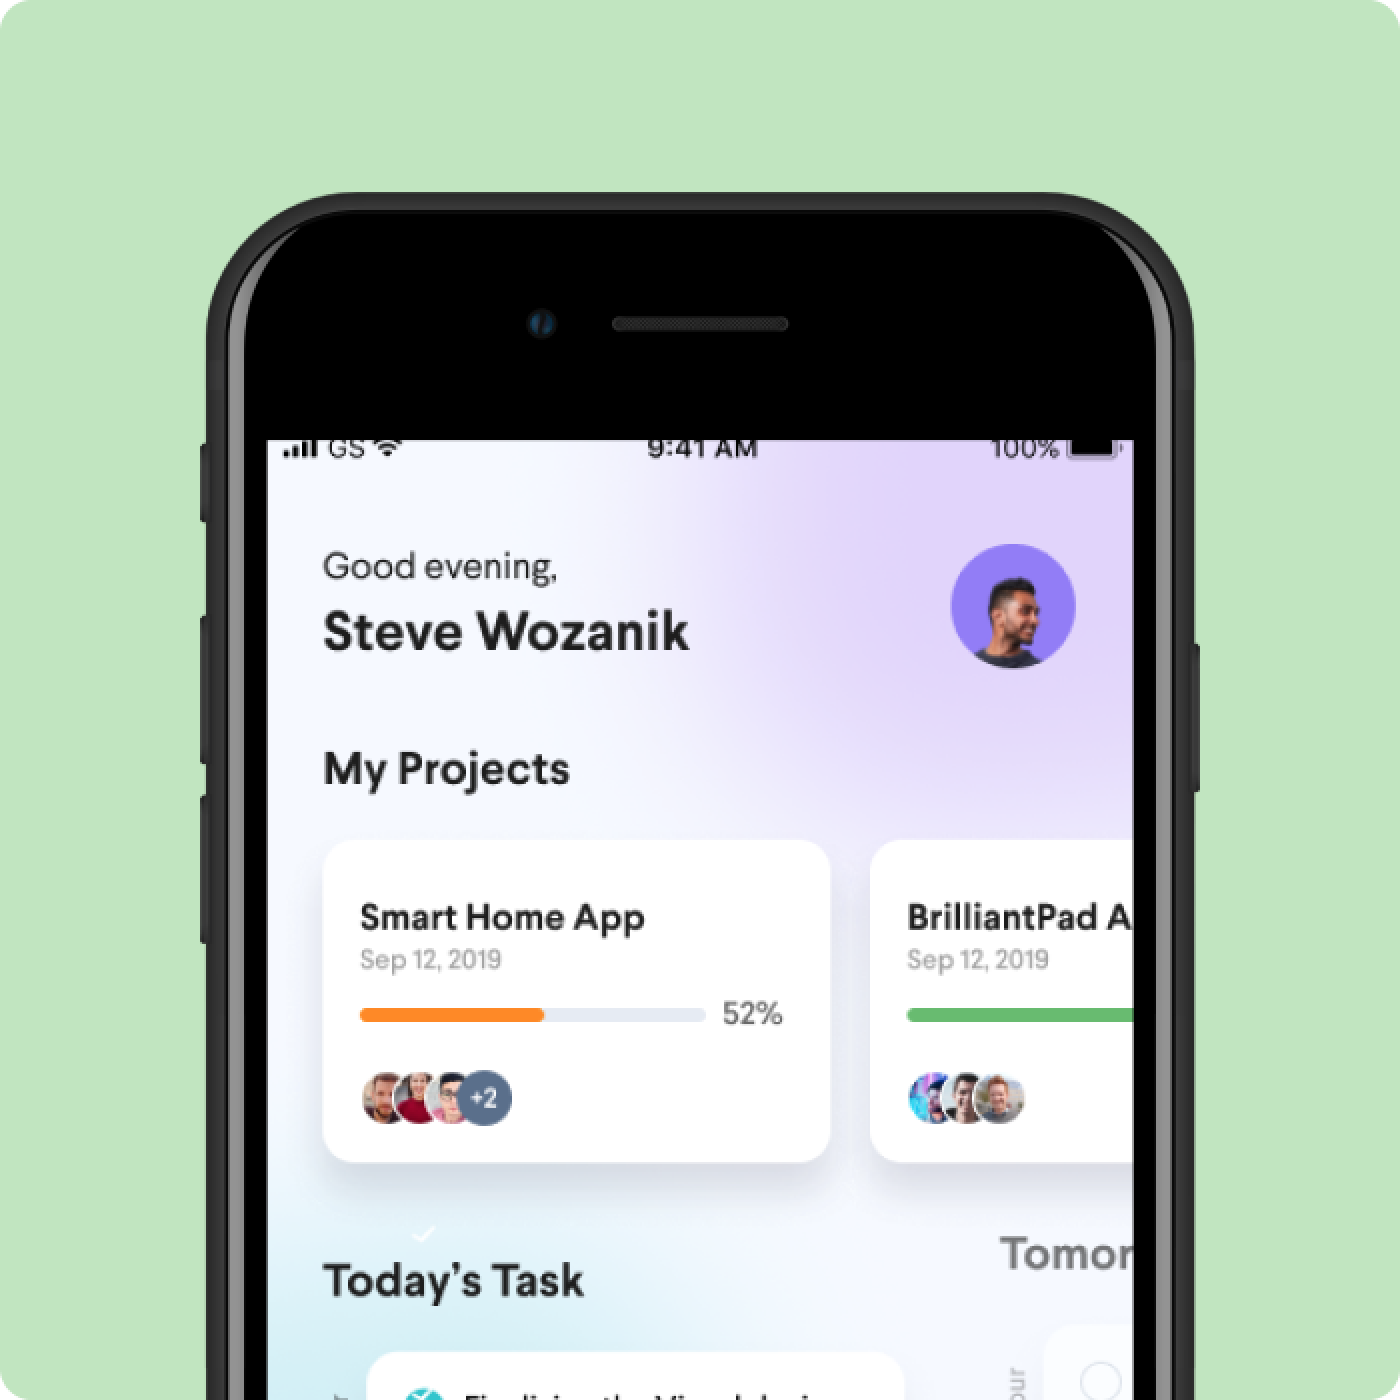 GS 9:41 AM 100%
Good evening,
Steve Wozanik
My Projects
Smart Home App
Sep 12, 2019
52%
+2
BrilliantPad A
Sep 12, 2019
Today’s Task
Tomor